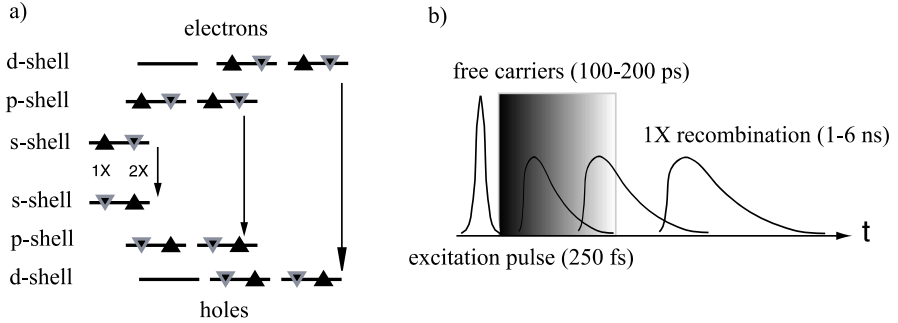 a)
electrons
d-shell
p-shell
s-shell
1X 2X
s-shell
p-shell
d-shell
holes
b)
free carriers (100-200 ps)
1X recombination (1-6 ns)
t
excitation pulse (250 fs)